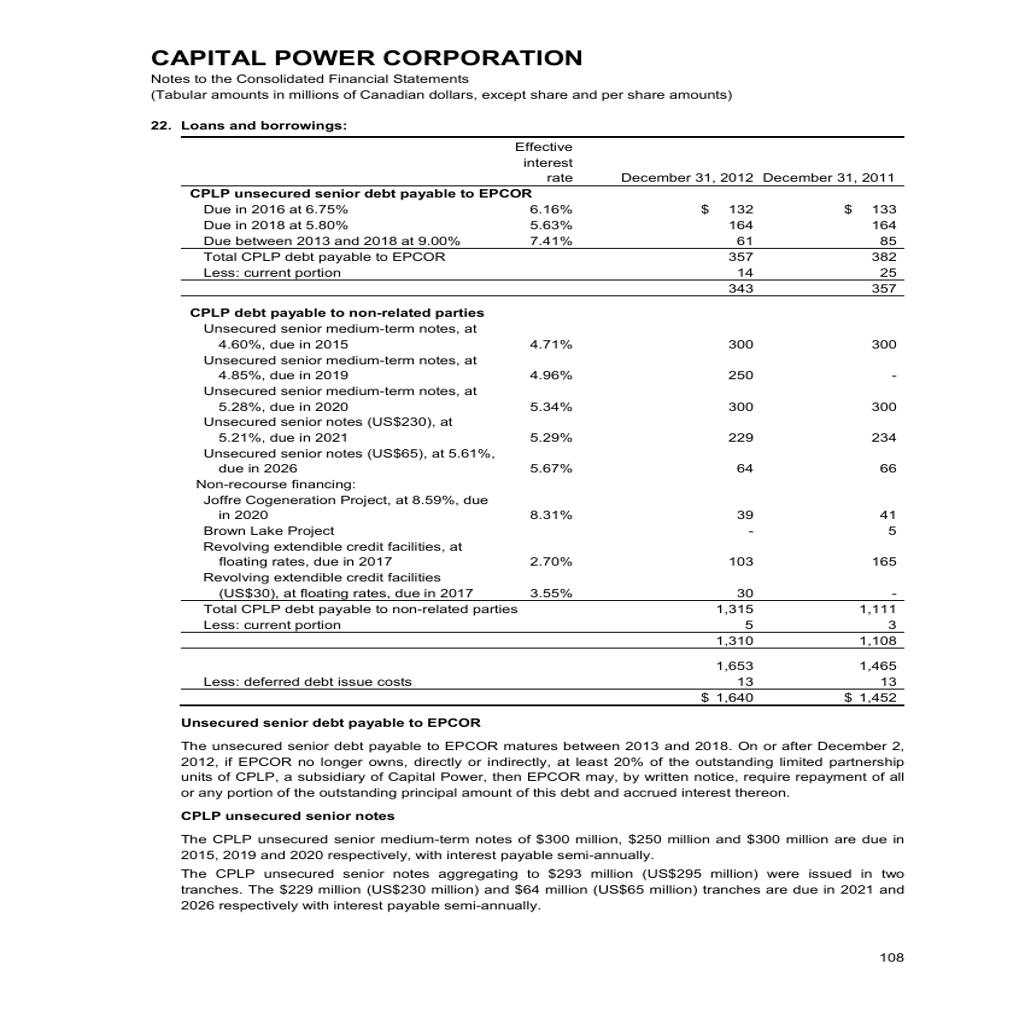 CAPITAL POWER CORPORATION
Notes to the Consolidated Financial Statements
(Tabular amounts in millions of Canadian dollars, except share and per share amounts)
22. Loans and borrowings:
Effective
interest
rate December 31, 2012 December 31, 2011
CPLP unsecured senior debt payable to EPCOR
Due in 2016 at 6.75% 6.16% $ 132 $ 133
Due in 2018 at 5.80% 5.63% 164 164
Due between 2013 and 2018 at 9.00% 7.41% 61 85
Total CPLP debt payable to EPCOR 357 382
Less: current portion 14 25
343 357
CPLP debt payable to non-related parties
Unsecured senior medium-term notes, at
4.60%, due in 2015 4.71% 300 300
Unsecured senior medium-term notes, at
4.85%, due in 2019 4.96% 250 -
Unsecured senior medium-term notes, at
5.28%, due in 2020 5.34% 300 300
Unsecured senior notes (US$230), at
5.21%, due in 2021 5.29% 229 234
Unsecured senior notes (US$65), at 5.61%,
due in 2026 5.67% 64 66
Non-recourse financing:
Joffre Cogeneration Project, at 8.59%, due
in 2020 8.31% 39 41
Brown Lake Project - 5
Revolving extendible credit facilities, at
floating rates, due in 2017 2.70% 103 165
Revolving extendible credit facilities
(US$30), at floating rates, due in 2017 3.55% 30 -
Total CPLP debt payable to non-related parties 1,315 1,111
Less: current portion 5 3
1,310 1,108
1,653 1,465
Less: deferred debt issue costs 13 13
$ 1,640 $ 1,452
Unsecured senior debt payable to EPCOR
The unsecured senior debt payable to EPCOR matures between 2013 and 2018. On or after December 2,
2012, if EPCOR no longer owns, directly or indirectly, at least 20% of the outstanding limited partnership
units of CPLP, a subsidiary of Capital Power, then EPCOR may, by written notice, require repayment of all
or any portion of the outstanding principal amount of this debt and accrued interest thereon.
CPLP unsecured senior notes
The CPLP unsecured senior medium-term notes of $300 million, $250 million and $300 million are due in
2015, 2019 and 2020 respectively, with interest payable semi-annually.
The CPLP unsecured senior notes aggregating to $293 million (US$295 million) were issued in two
tranches. The $229 million (US$230 million) and $64 million (US$65 million) tranches are due in 2021 and
2026 respectively with interest payable semi-annually.
108